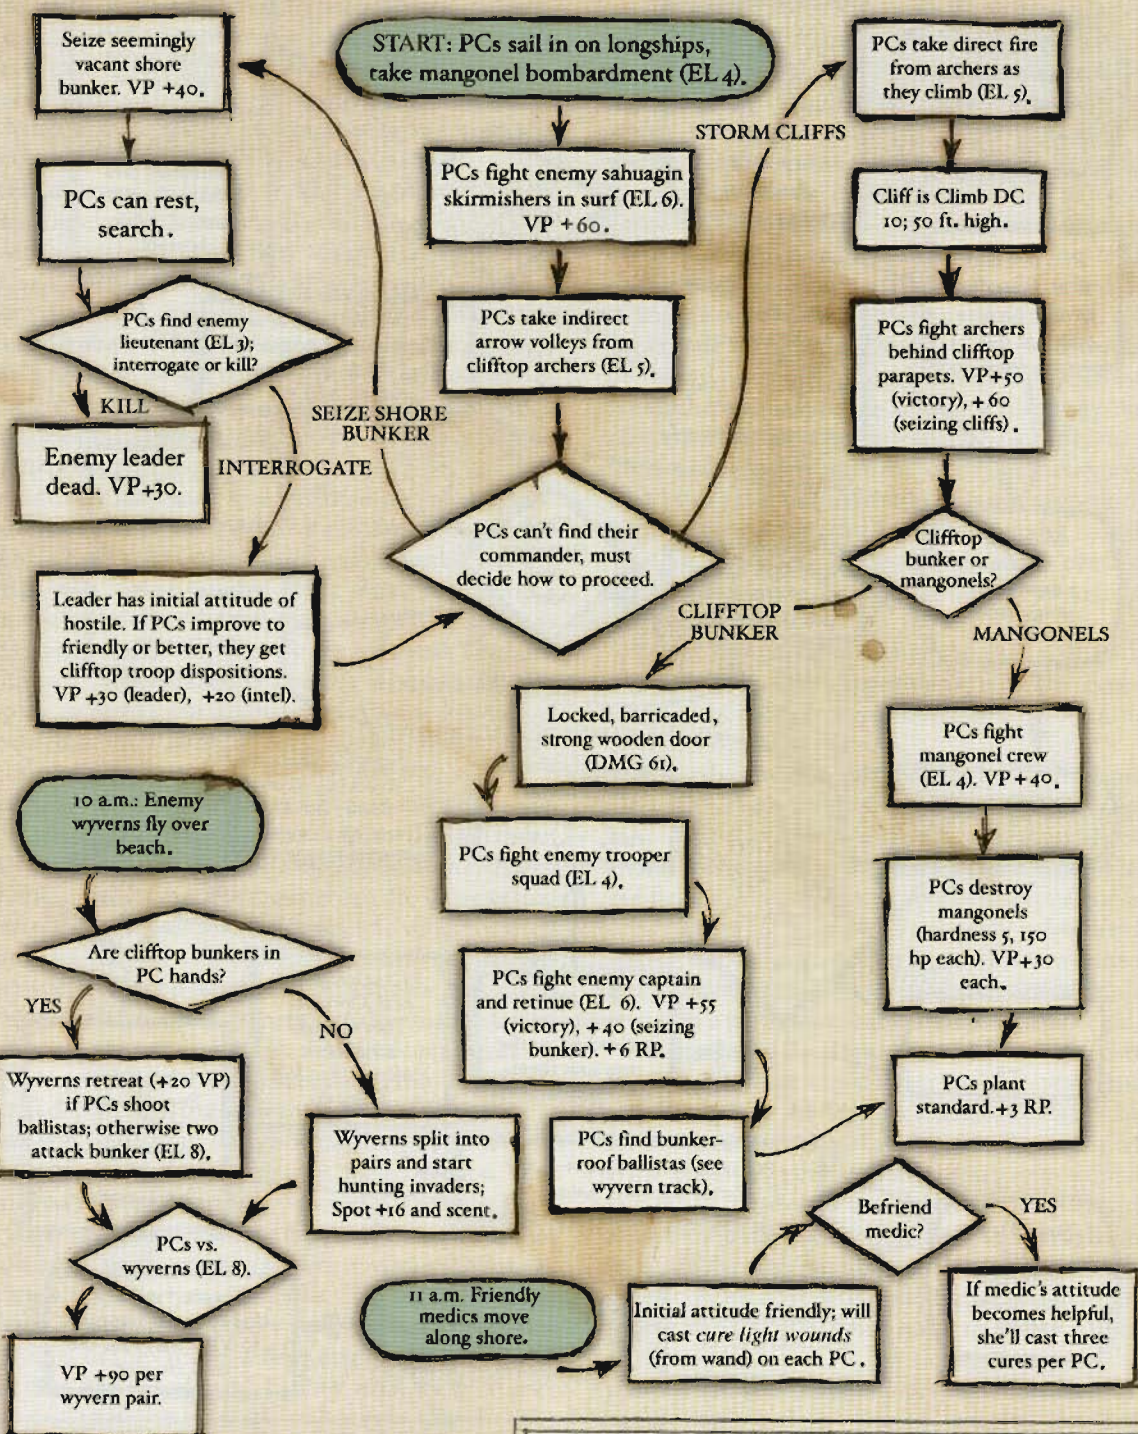 START: PCs sail in on longships,
take mangonel bombardment (EL 4).
PCs fight enemy sahuagin
skirmishers in surf (EL 6).
VP +60.
PCs take indirect
arrow volleys from
clifftop archers (EL 5).
PCs can't find their
commander, must
decide how to proceed.
SEIZE SHORE
BUNKER
Seize seemingly
vacant shore
bunker. VP +40.
PCs can rest,
search.
PCs find enemy
lieutenant (EL 3);
interrogate or kill?
KILL
Enemy leader
dead. VP+30.
INTERROGATE
Leader has initial attitude of
hostile. If PCs improve to
friendly or better, they get
clifftop troop dispositions.
VP +30 (leader), +20 (intel).
STORM CLIFFS
PCs take direct fire
from archers as
they climb (EL 5).
Cliff is Climb DC
10; 50 ft. high.
PCs fight archers
behind clifftop
parapets. VP+50
(victory), +60
(seizing cliffs).
Clifftop
bunker or
mangonels?
CLIFFTOP
BUNKER
Locked, barricaded,
strong wooden door
(DMG 61).
PCs fight enemy trooper
squad (EL 4).
PCs fight enemy captain
and retinue (EL 6). VP +55
(victory), +40 (seizing
bunker). +6 RP.
PCs find bunker-
roof ballistas (see
wyvern track).
MANGONELS
PCs fight
mangonel crew
(EL 4). VP +40.
PCs destroy
mangonels
(hardness 5, 150
hp each). VP+30
each.
PCs plant
standard.+3 RP.
10 a.m.: Enemy
wyverns fly over
beach.
Are clifftop bunkers in
PC hands?
YES
Wyverns retreat (+20 VP)
if PCs shoot
ballistas; otherwise two
attack bunker (EL 8).
NO
Wyverns split into
pairs and start
hunting invaders;
Spot +16 and scent.
PCs vs.
wyverns (EL 8).
VP +90 per
wyvern pair.
11 a.m. Friendly
medics move
along shore.
Initial attitude friendly; will
cast cure light wounds
(from wand) on each PC.
Befriend
medic?
YES
If medic's attitude
becomes helpful,
she'll cast three
cures per PC.